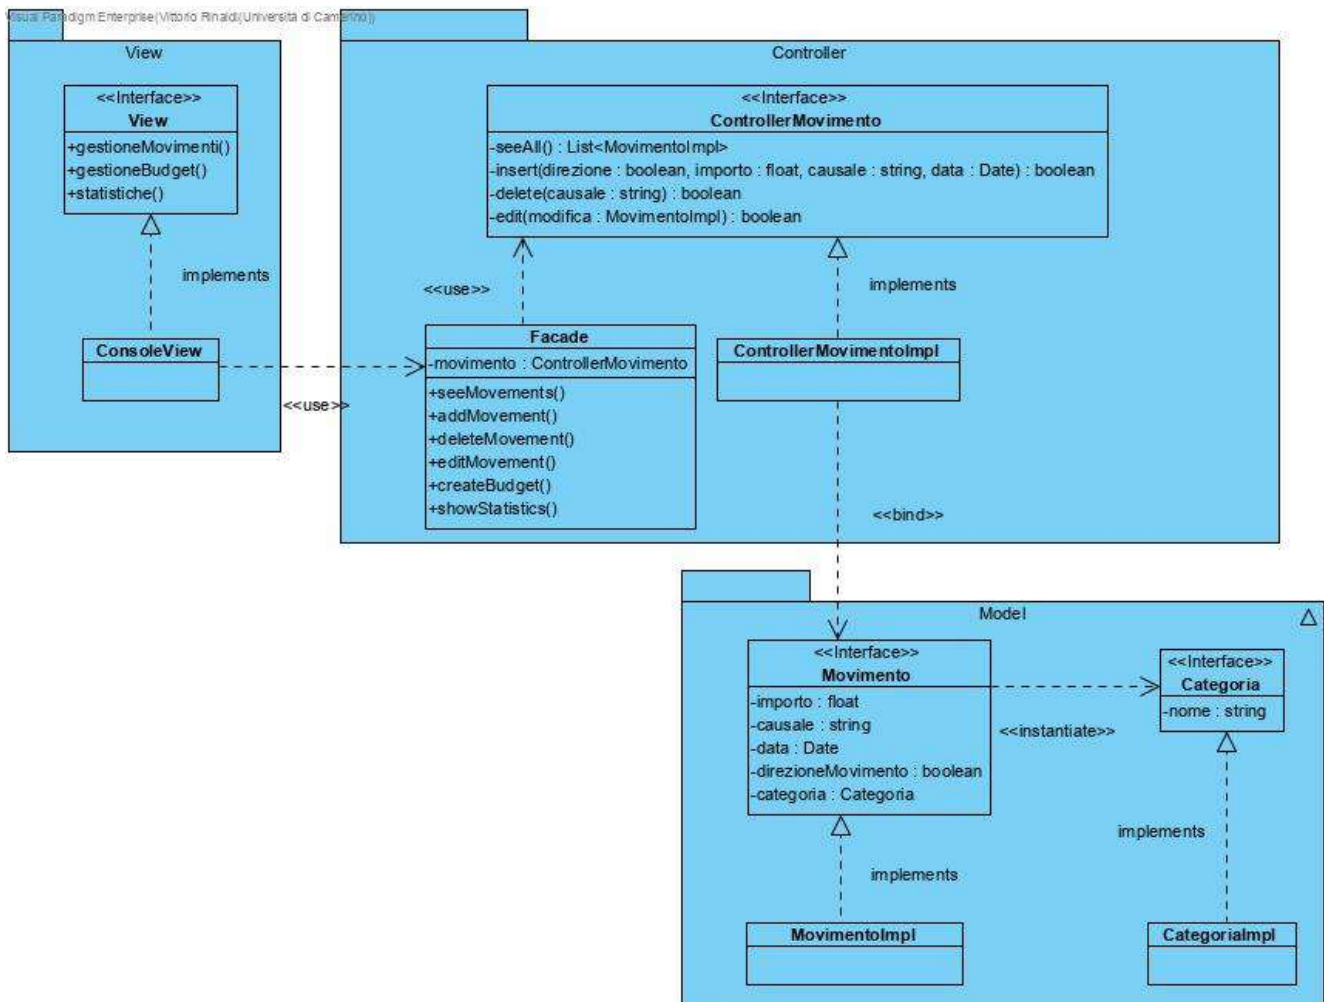 Visual Paradigm Enterprise(Vittorio Rinaldi(Università di Camerino))
View
<<Interface>>
View
+gestioneMovimenti()
+gestioneBudget()
+statistiche()
implements
ConsoleView
<<use>>
Controller
<<Interface>>
ControllerMovimento
-seeAll() : List<MovimentoImpl>
-insert(direzione : boolean, importo : float, causale : string, data : Date) : boolean
-delete(causale : string) : boolean
-edit(modifica : MovimentoImpl) : boolean
<<use>>
implements
Facade
-movimento : ControllerMovimento
+seeMovements()
+addMovement()
+deleteMovement()
+editMovement()
+createBudget()
+showStatistics()
ControllerMovimentoImpl
<<bind>>
Model
<<Interface>>
Movimento
-importo : float
-causale : string
-data : Date
-direzioneMovimento : boolean
-categoria : Categoria
<<instantiate>>
<<Interface>>
Categoria
-nome : string
implements
implements
MovimentoImpl
CategoriaImpl